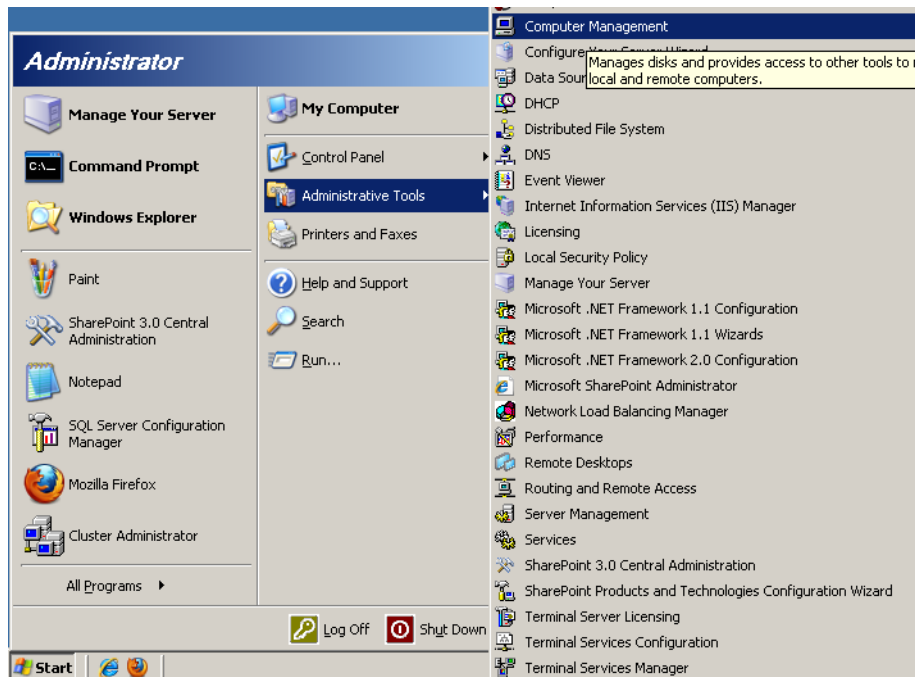 Administrator
Manage Your Server
Command Prompt
Windows Explorer
Paint
SharePoint 3.0 Central
Administration
Notepad
SQL Server Configuration
Manager
Mozilla Firefox
Cluster Administrator
All Programs
My Computer
Control Panel
Administrative Tools
Printers and Faxes
Help and Support
Search
Run...
Log Off
Shut Down
Start
Computer Management
Configure Your Server Wizard
Manages disks and provides access to other tools to
local and remote computers.
Data Sour
DHCP
Distributed File System
DNS
Event Viewer
Internet Information Services (IIS) Manager
Licensing
Local Security Policy
Manage Your Server
Microsoft .NET Framework 1.1 Configuration
Microsoft .NET Framework 1.1 Wizards
Microsoft .NET Framework 2.0 Configuration
Microsoft SharePoint Administrator
Network Load Balancing Manager
Performance
Remote Desktops
Routing and Remote Access
Server Management
Services
SharePoint 3.0 Central Administration
SharePoint Products and Technologies Configuration Wizard
Terminal Server Licensing
Terminal Services Configuration
Terminal Services Manager